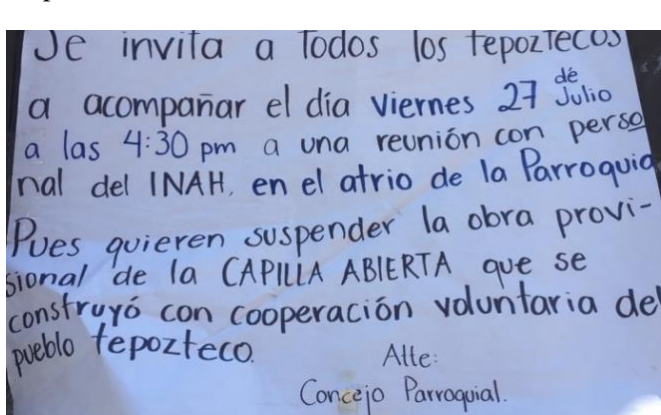 Se invita a Todos los tepoztecos
a acompañar el día viernes 27 de Julio
a las 4:30 pm a una reunión con perso
nal del INAH, en el atrio de la Parroquia
Pues quieren suspender la obra provi-
sional de la CAPILLA ABIERTA que se
construyó con cooperación voluntaria del
pueblo tepozteco.
Atte:
Concejo Parroquial.